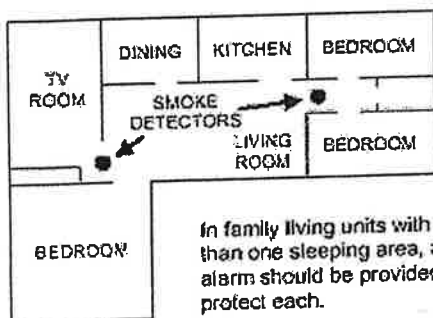 DINING
KITCHEN
BEDROOM
TV
ROOM
SMOKE
DETECTORS
LIVING
ROOM
BEDROOM
BEDROOM
In family living units with
than one sleeping area,
alarm should be provide
protect each.